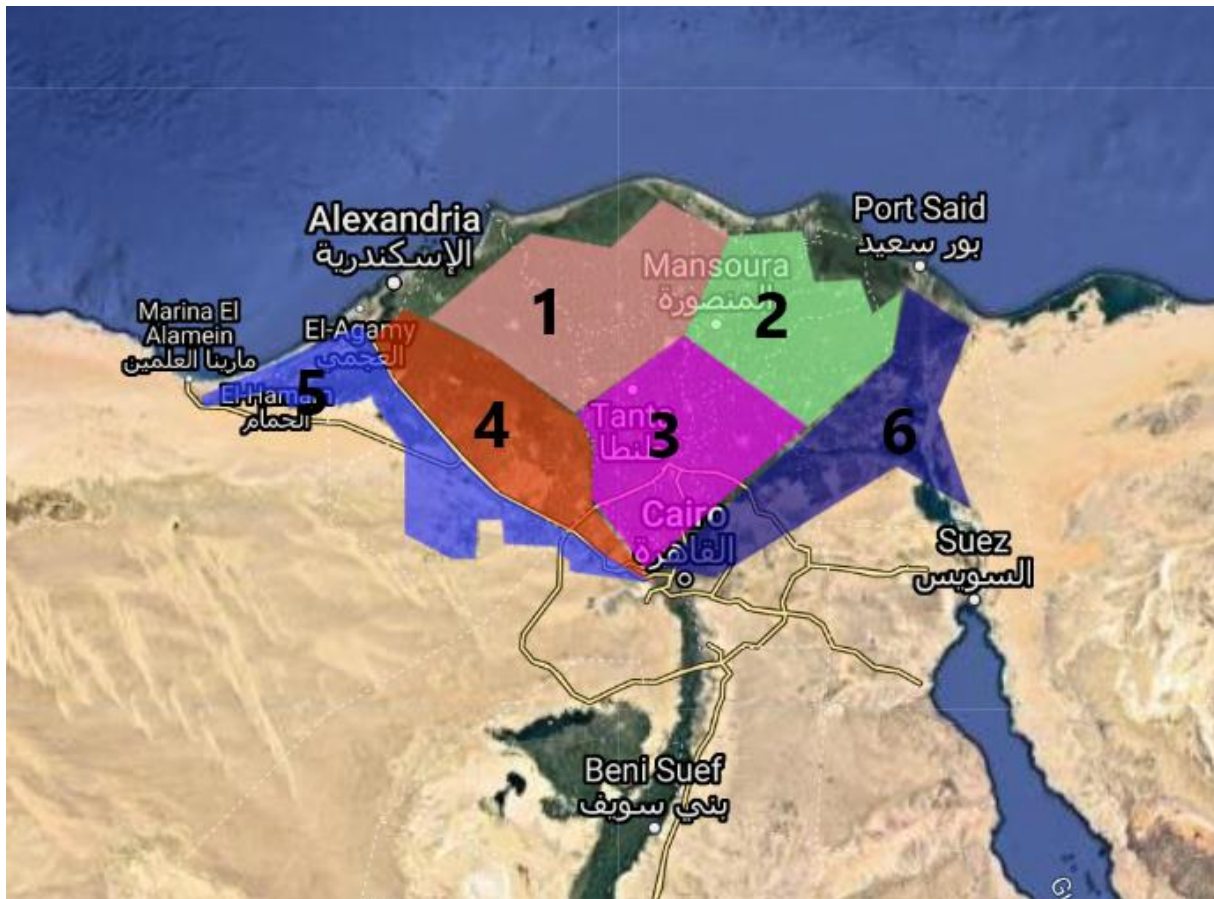 Alexandria
الإسكندرية
Port Said
بور سعيد
Mansoura
المنصورة
1
2
Marina El
Alamein
مارينا العلمين
El-Agamy
العجمي
El-Hamam
الحمام
5
4
Tanta
طنطا
3
6
Cairo
القاهرة
Suez
السويس
Beni Suef
بني سويف